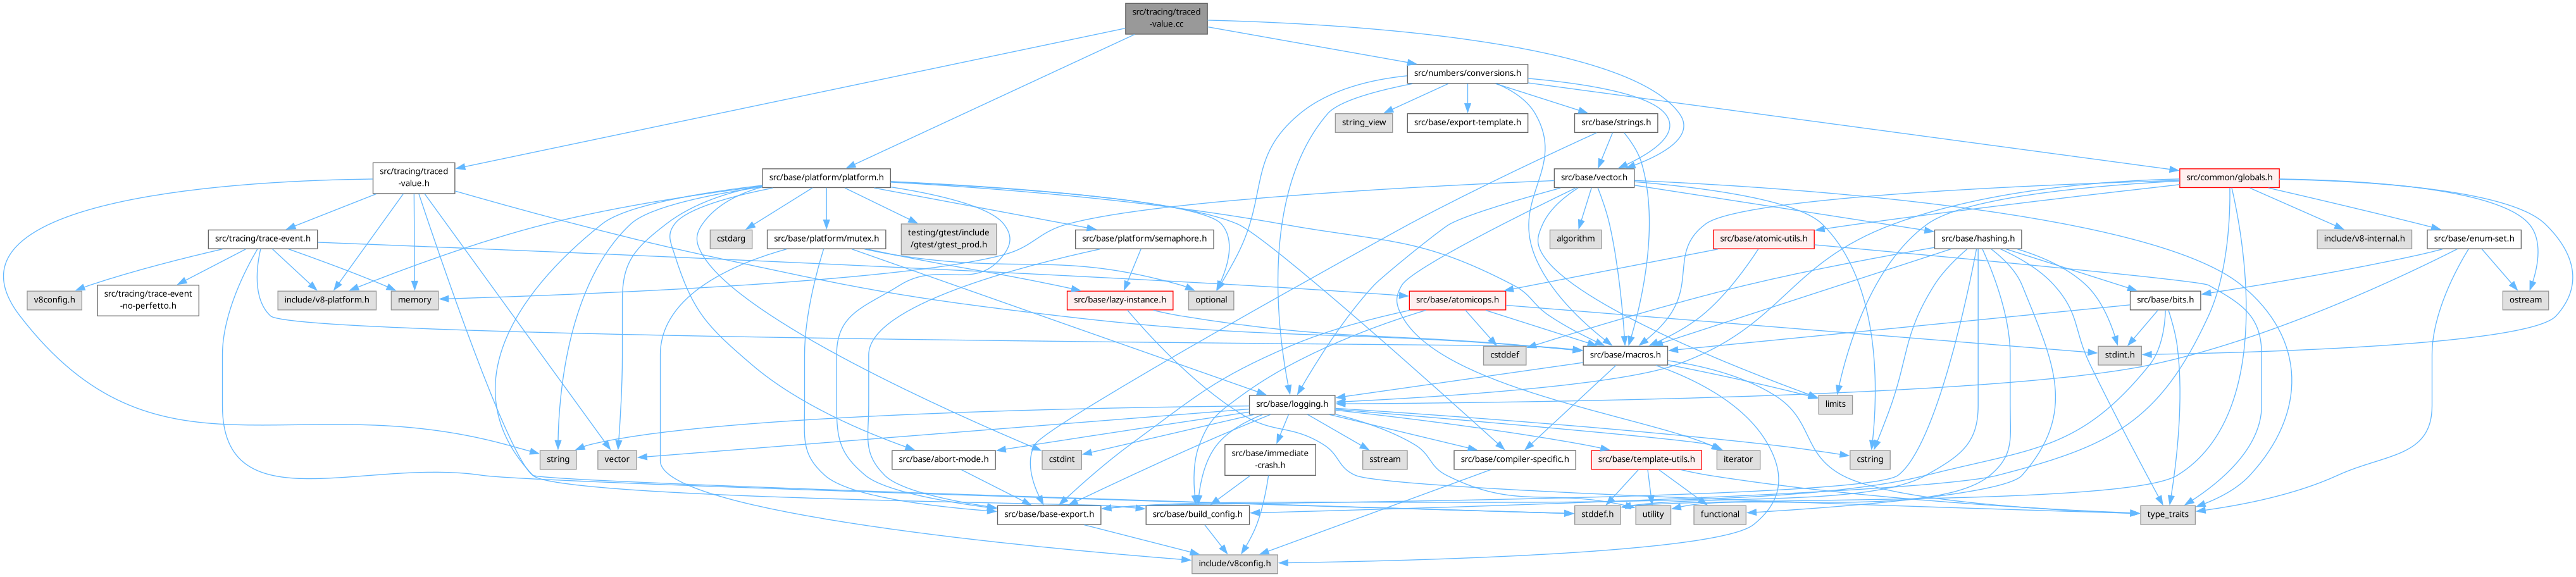 src/tracing/traced
-value.cc
src/numbers/conversions.h
string_view
src/base/export-template.h
src/base/strings.h
src/tracing/traced
-value.h
src/base/platform/platform.h
src/base/vector.h
src/common/globals.h
src/tracing/trace-event.h
cstdarg
src/base/platform/mutex.h
testing/gtest/include
/gtest/gtest_prod.h
src/base/platform/semaphore.h
algorithm
src/base/atomic-utils.h
src/base/hashing.h
include/v8-internal.h
src/base/enum-set.h
v8config.h
src/tracing/trace-event
-no-perfetto.h
include/v8-platform.h
memory
src/base/lazy-instance.h
optional
src/base/atomicops.h
src/base/bits.h
ostream
cstddef
src/base/macros.h
stdint.h
src/base/logging.h
limits
string
vector
src/base/abort-mode.h
cstdint
src/base/immediate
-crash.h
sstream
src/base/compiler-specific.h
src/base/template-utils.h
iterator
cstring
src/base/base-export.h
src/base/build_config.h
stddef.h
utility
functional
type_traits
include/v8config.h